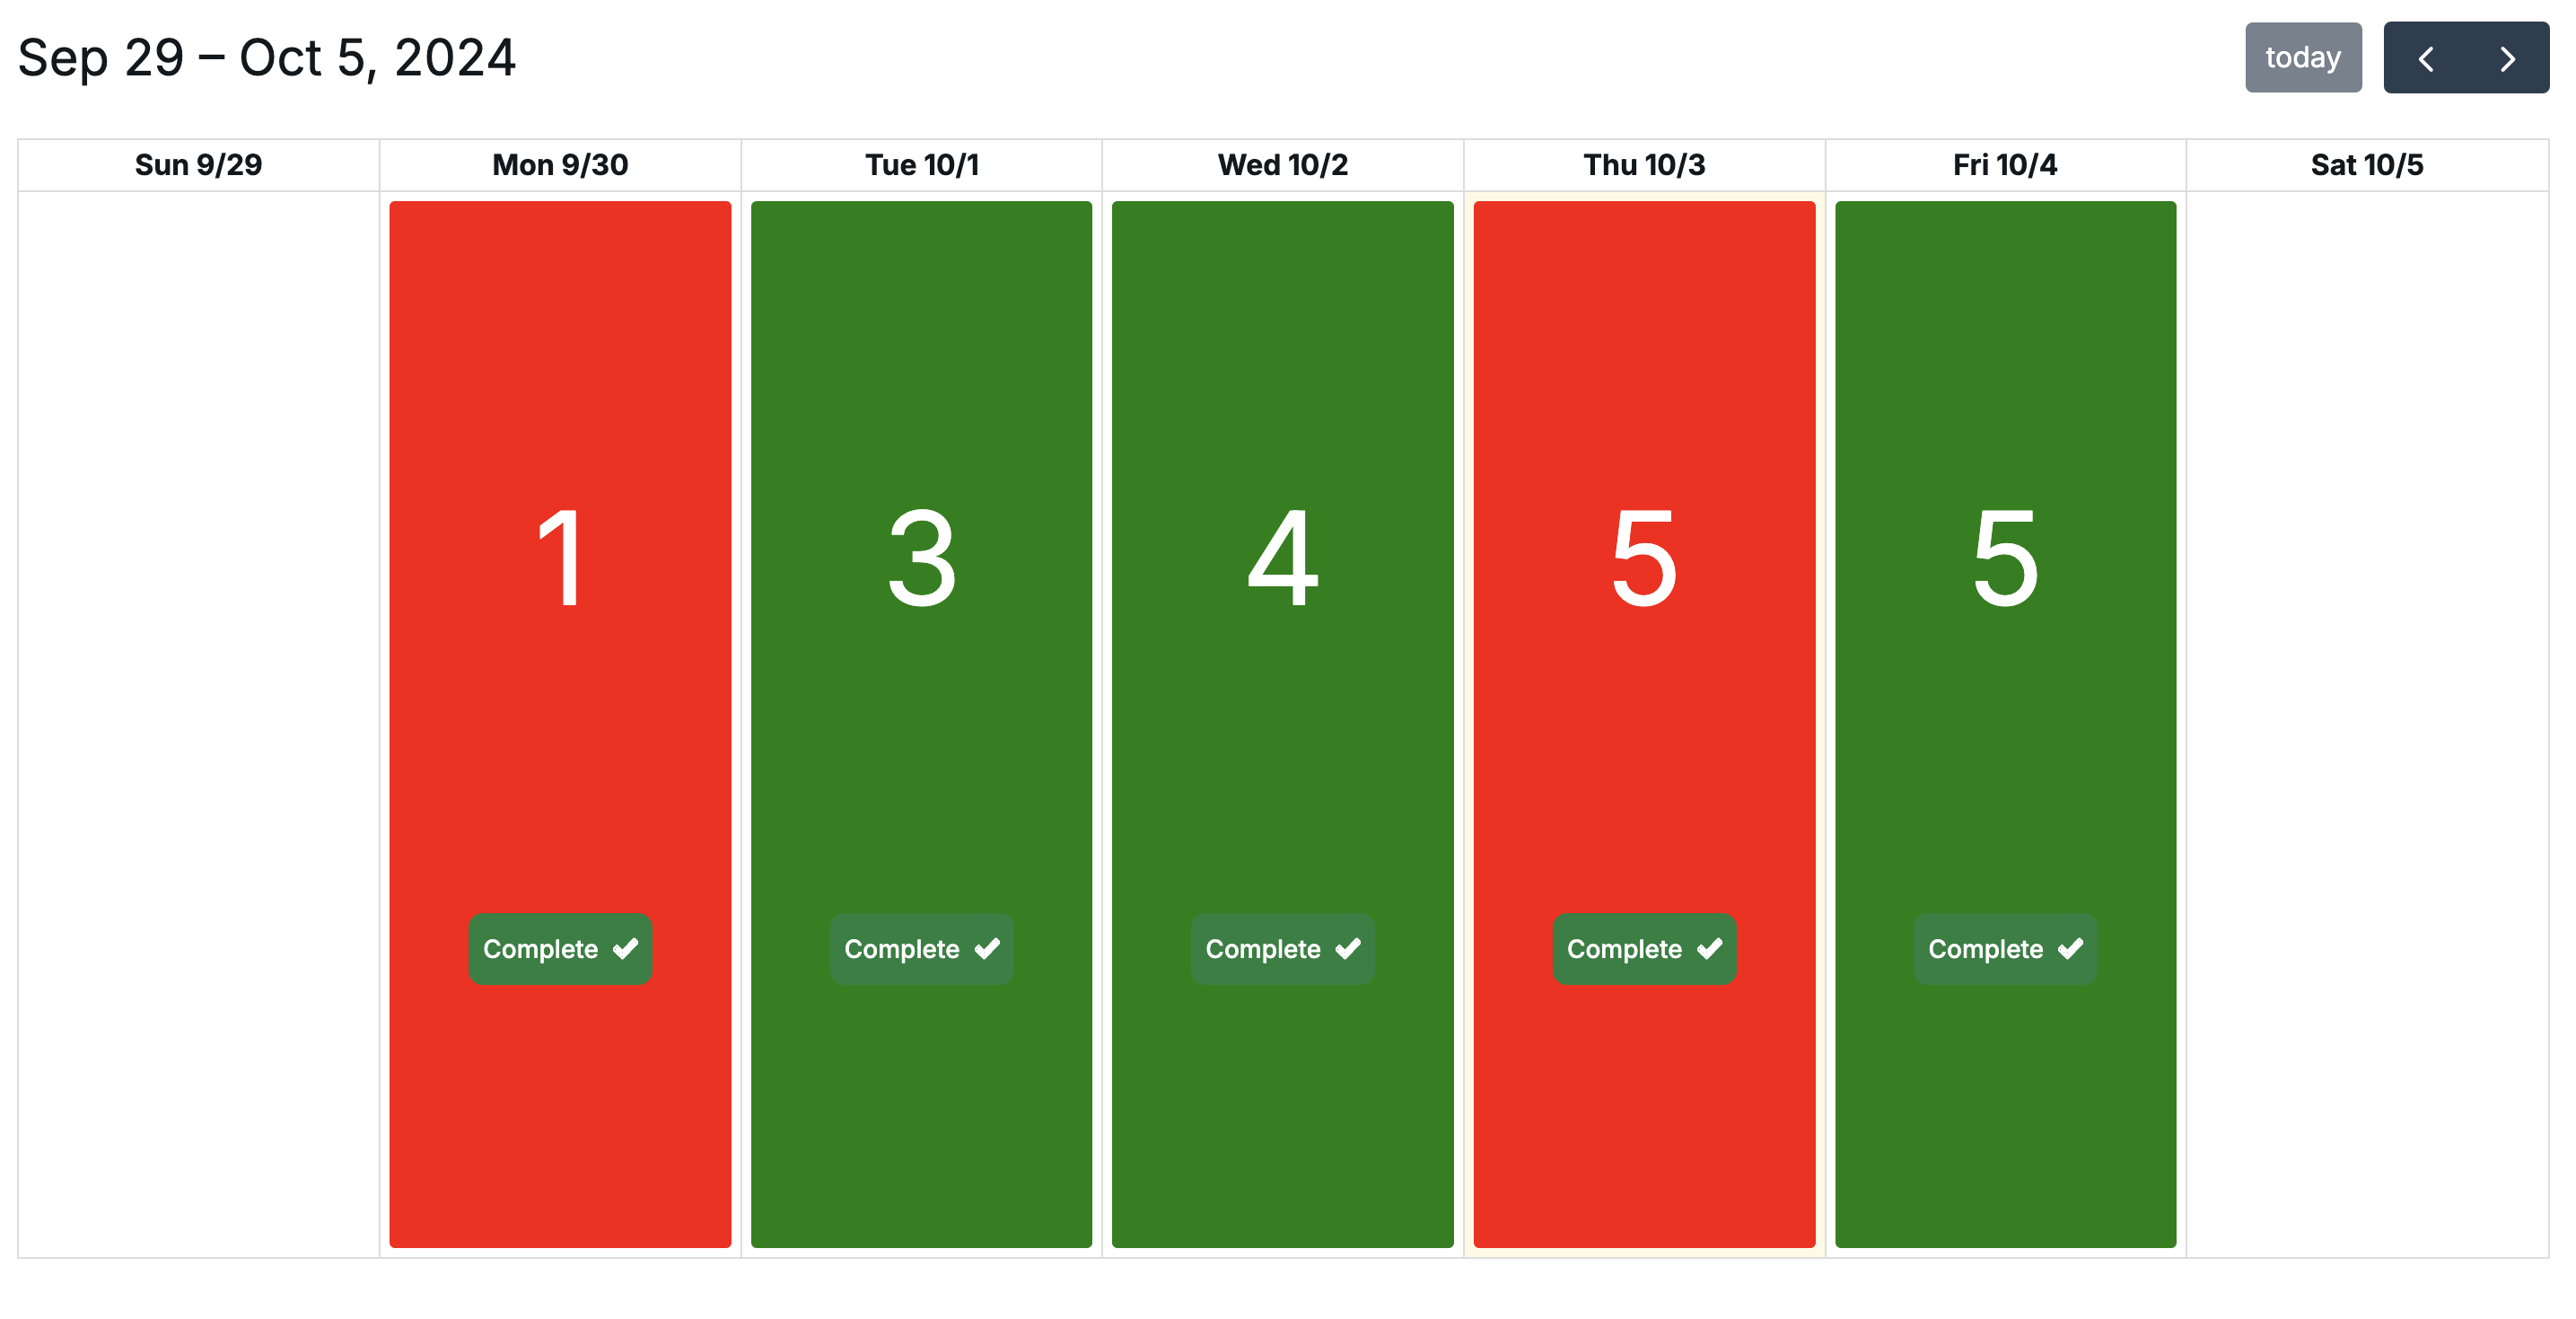 Sep 29 – Oct 5, 2024
today
Sun 9/29 Mon 9/30 Tue 10/1 Wed 10/2 Thu 10/3 Fri 10/4 Sat 10/5
1 3 4 5 5
Complete Complete Complete Complete Complete